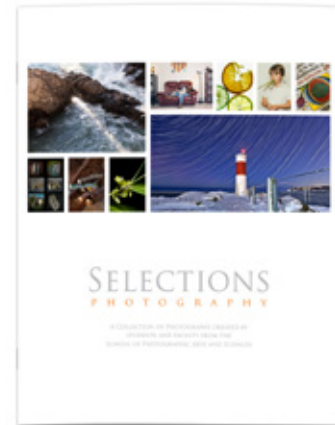 SELECTIONS
PHOTOGRAPHY
A COLLECTION OF PHOTOGRAPHS CREATED BY
STUDENTS AND FACULTY FROM THE
SCHOOL OF PHOTOGRAPHIC ARTS AND SCIENCES